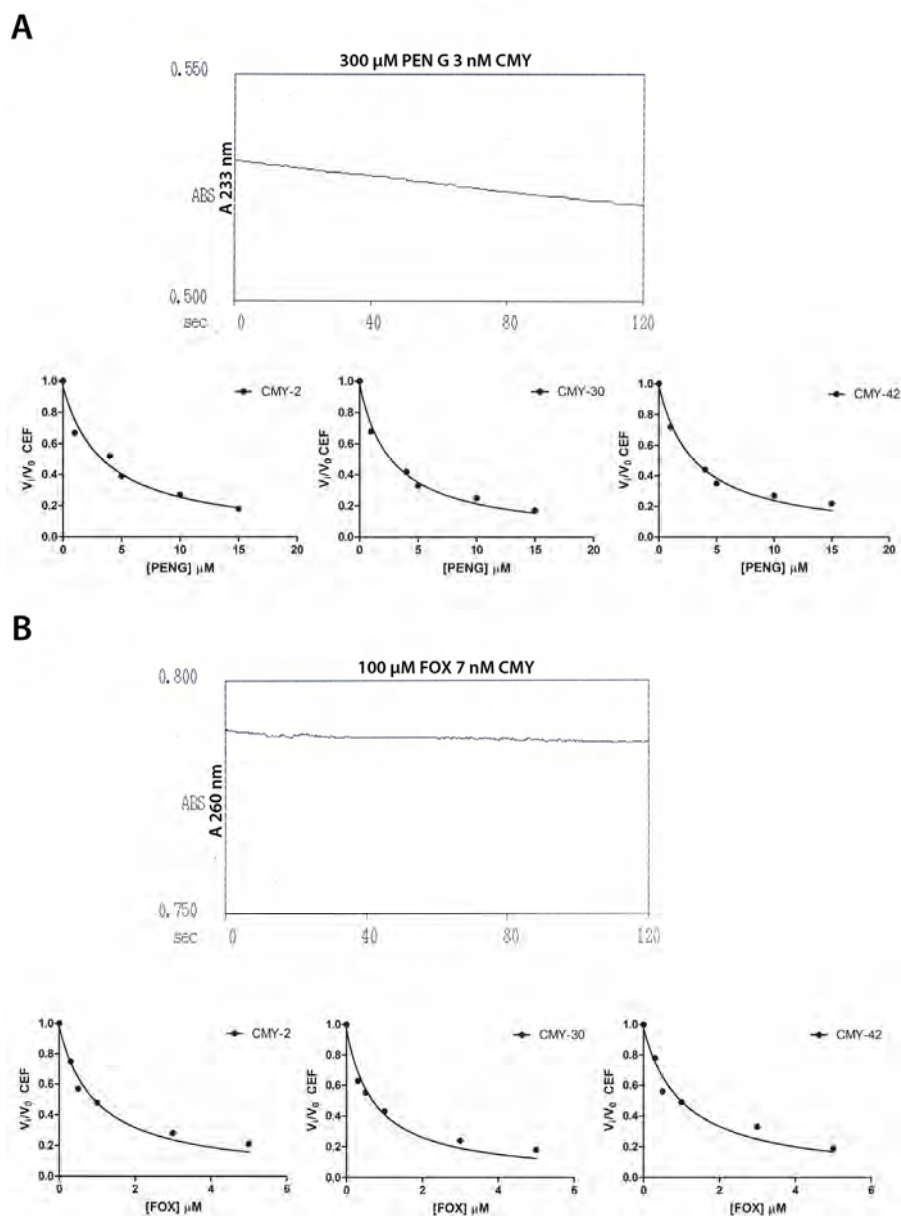 A
300 µM PEN G 3 nM CMY
0.550
A 233 nm
ABS
0.500
sec 0 40 80 120
CMY-2
1.0
0.8
0.6
0.4
0.2
0.0
Vi/V0 CEF
0 5 10 15 20
[PENG] µM
CMY-30
1.0
0.8
0.6
0.4
0.2
0.0
Vi/V0 CEF
0 5 10 15 20
[PENG] µM
CMY-42
1.0
0.8
0.6
0.4
0.2
0.0
Vi/V0 CEF
0 5 10 15 20
[PENG] µM
B
100 µM FOX 7 nM CMY
0.800
A 260 nm
ABS
0.750
sec 0 40 80 120
CMY-2
1.0
0.8
0.6
0.4
0.2
0.0
Vi/V0 CEF
0 2 4 6
[FOX] µM
CMY-30
1.0
0.8
0.6
0.4
0.2
0.0
Vi/V0 CEF
0 2 4 6
[FOX] µM
CMY-42
1.0
0.8
0.6
0.4
0.2
0.0
Vi/V0 CEF
0 2 4 6
[FOX] µM